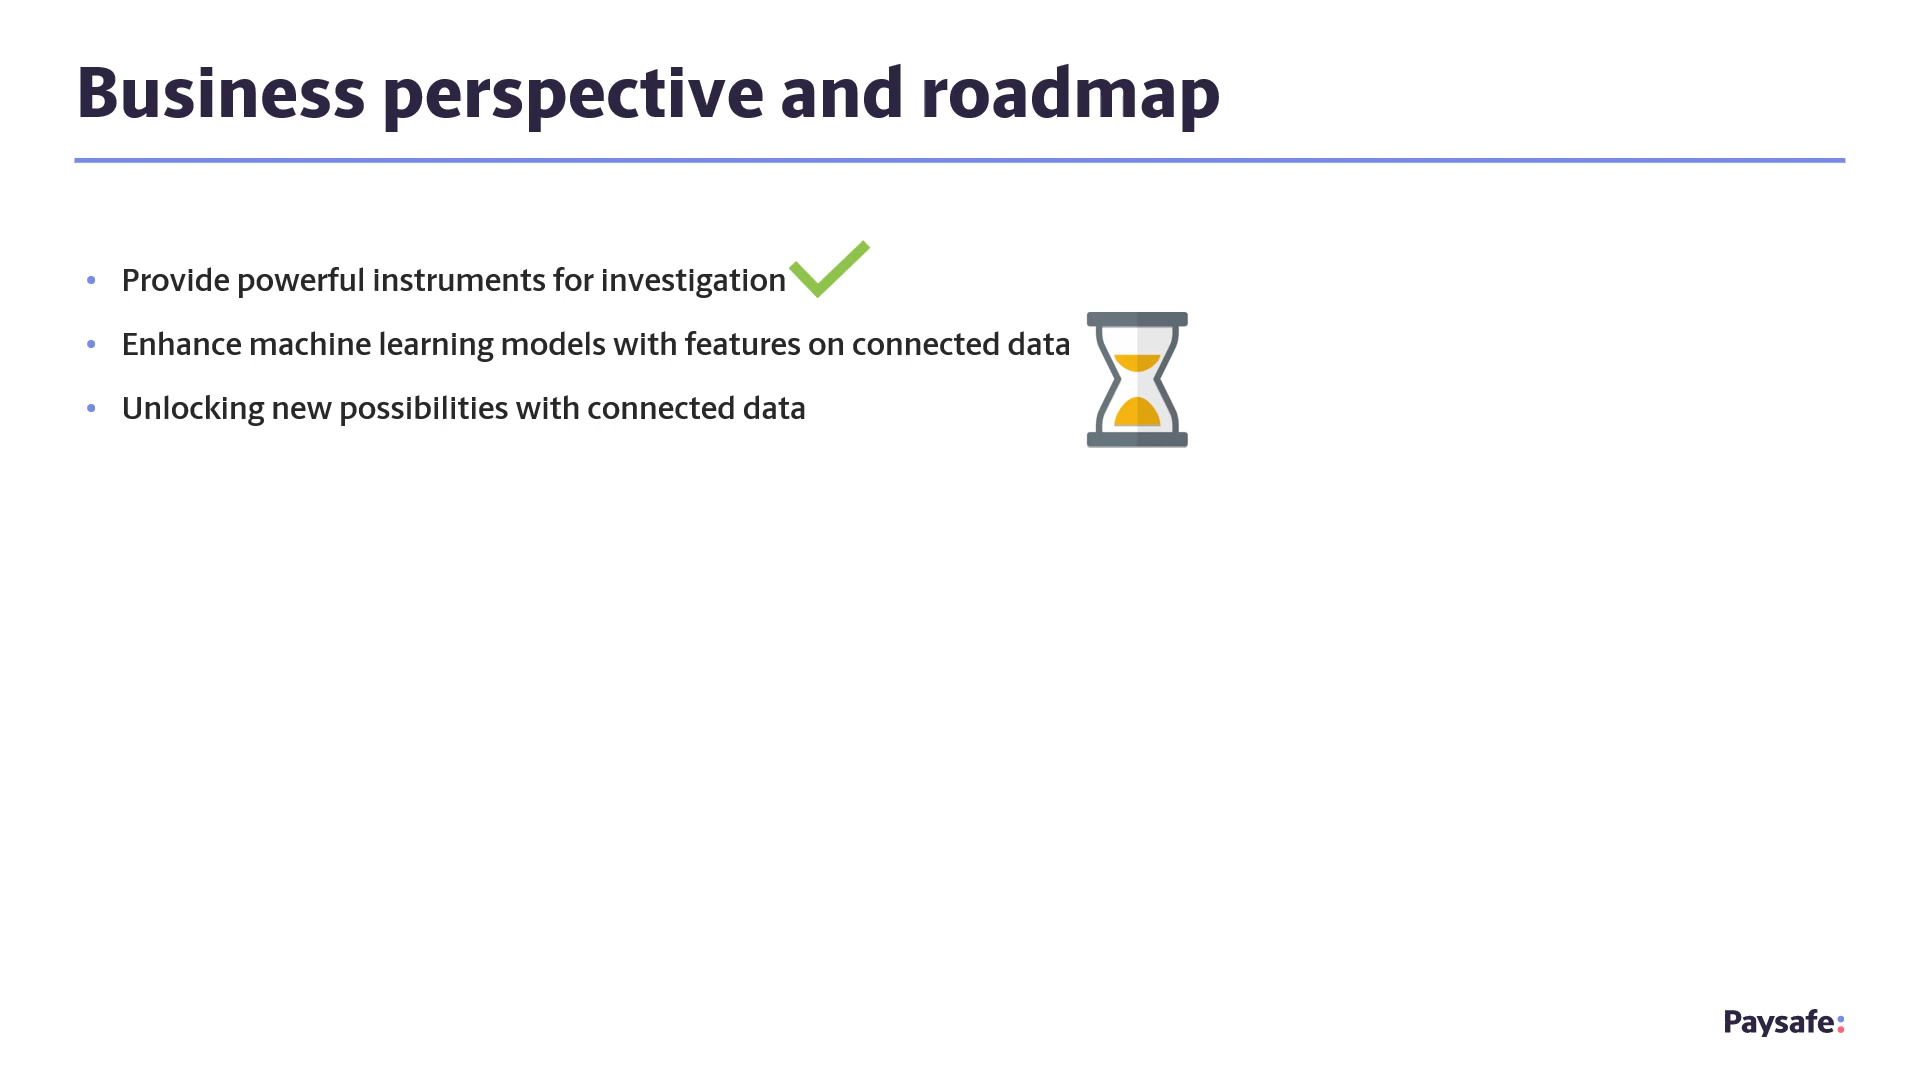 Business perspective and roadmap
• Provide powerful instruments for investigation
• Enhance machine learning models with features on connected data
• Unlocking new possibilities with connected data
Paysafe: